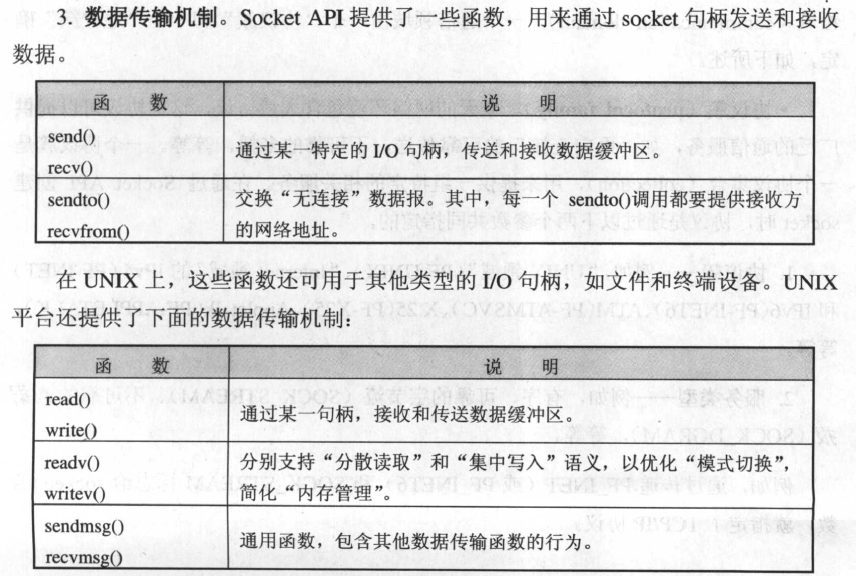 3. 数据传输机制。Socket API 提供了一些函数，用来通过 socket 句柄发送和接收
数据。
函 数 说 明
send()
recv()
通过某一特定的 I/O 句柄，传送和接收数据缓冲区。
sendto()
recvfrom()
交换“无连接”数据报。其中，每一个 sendto()调用都要提供接收方
的网络地址。
在 UNIX 上，这些函数还可用于其他类型的 I/O 句柄，如文件和终端设备。UNIX
平台还提供了下面的数据传输机制：
函 数 说 明
read()
write()
通过某一句柄，接收和传送数据缓冲区。
readv()
writev()
分别支持“分散读取”和“集中写入”语义，以优化“模式切换”，
简化“内存管理”。
sendmsg()
recvmsg()
通用函数，包含其他数据传输函数的行为。